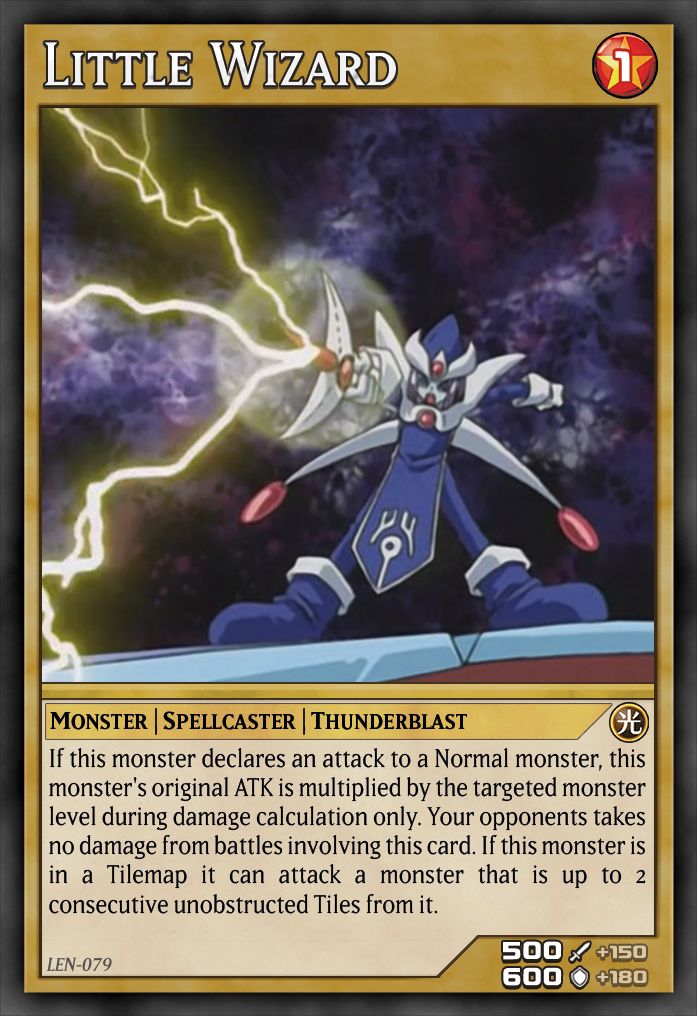 LITTLE WIZARD
1
MONSTER | SPELLCASTER | THUNDERBLAST
光
If this monster declares an attack to a Normal monster, this
monster's original ATK is multiplied by the targeted monster
level during damage calculation only. Your opponents takes
no damage from battles involving this card. If this monster is
in a Tilemap it can attack a monster that is up to 2
consecutive unobstructed Tiles from it.
500 +150
LEN-079
600 +180